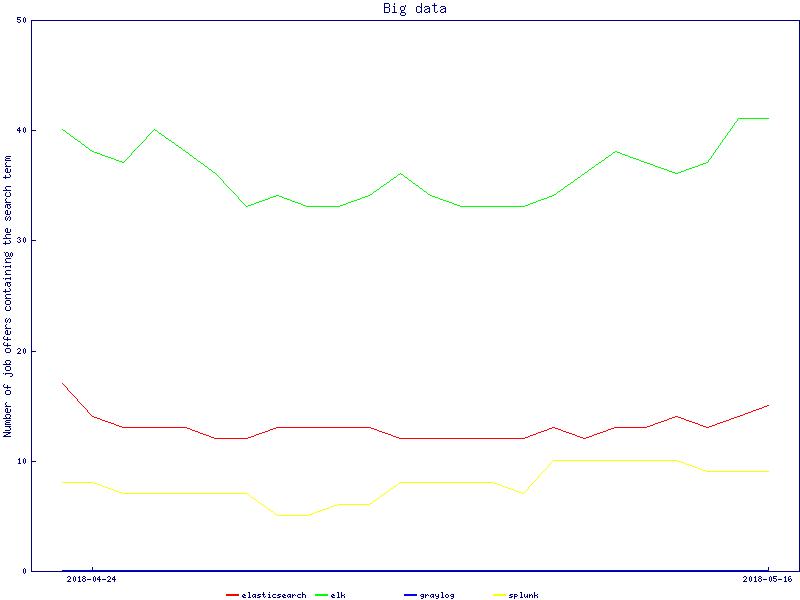 Big data
50
40
30
20
10
0
Number of job offers containing the search term
2018-04-24 2018-05-16
elasticsearch elk graylog splunk